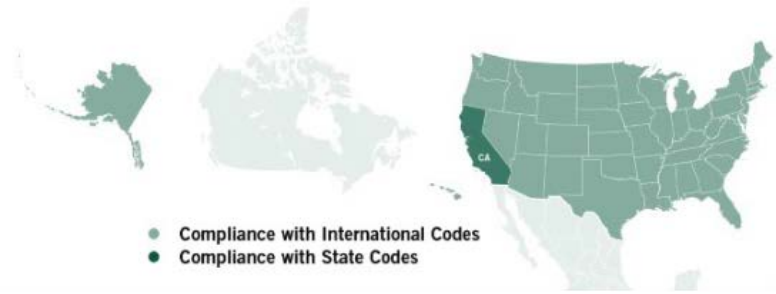 CA
Compliance with International Codes
Compliance with State Codes